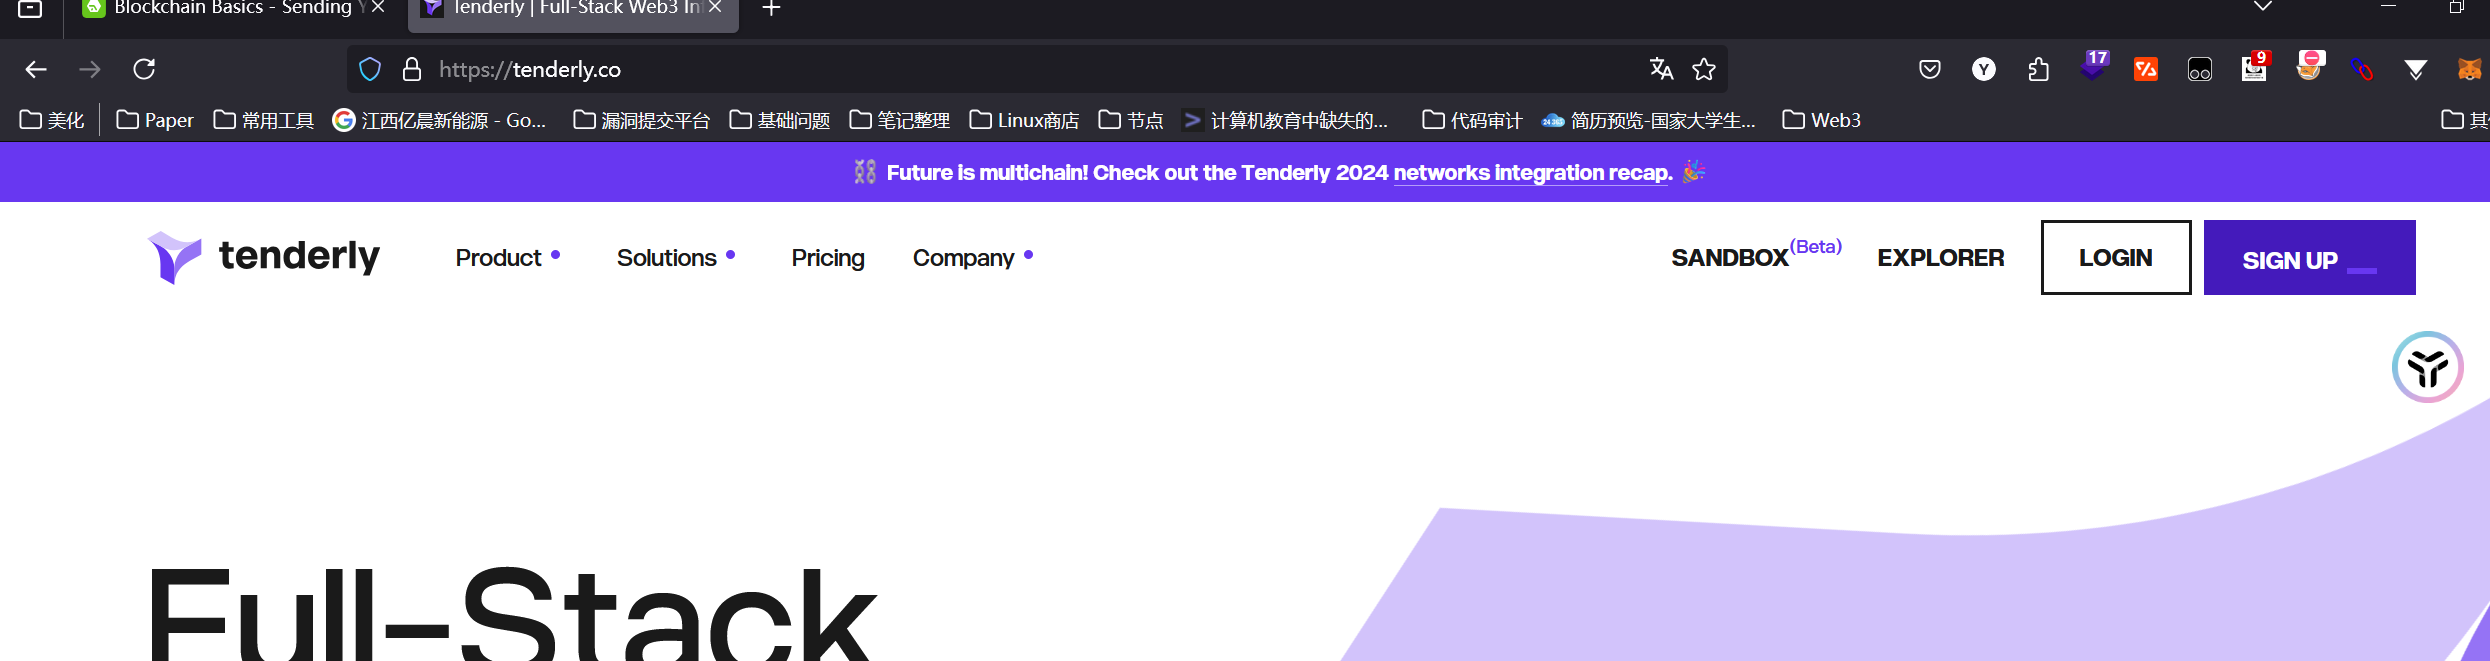 Blockchain Basics - Sending Y
Tenderly | Full-Stack Web3 In
https://tenderly.co
Y
17
9
美化
Paper
常用工具
江西亿晨新能源 - Go...
漏洞提交平台
基础问题
笔记整理
Linux商店
节点
计算机教育中缺失的...
代码审计
24365
简历预览-国家大学生...
Web3
其
Future is multichain! Check out the Tenderly 2024 networks integration recap.
tenderly
Product
Solutions
Pricing
Company
SANDBOX(Beta)
EXPLORER
LOGIN
SIGN UP
Full-Stack